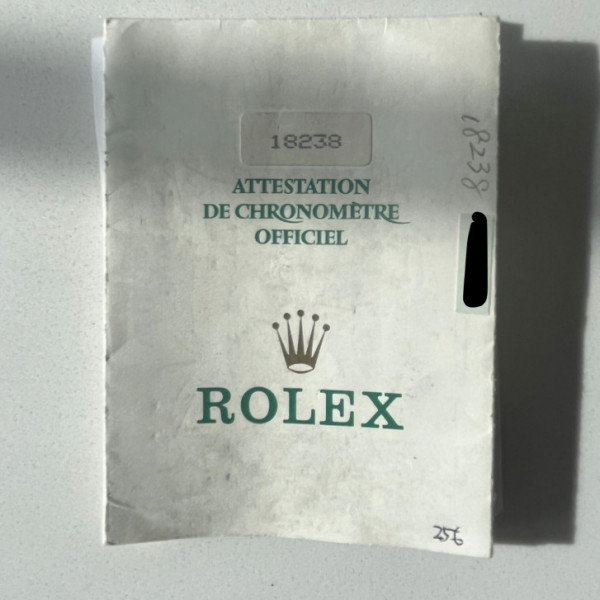 18238
18238
ATTESTATION
DE CHRONOMÈTRE
OFFICIEL
ROLEX
256